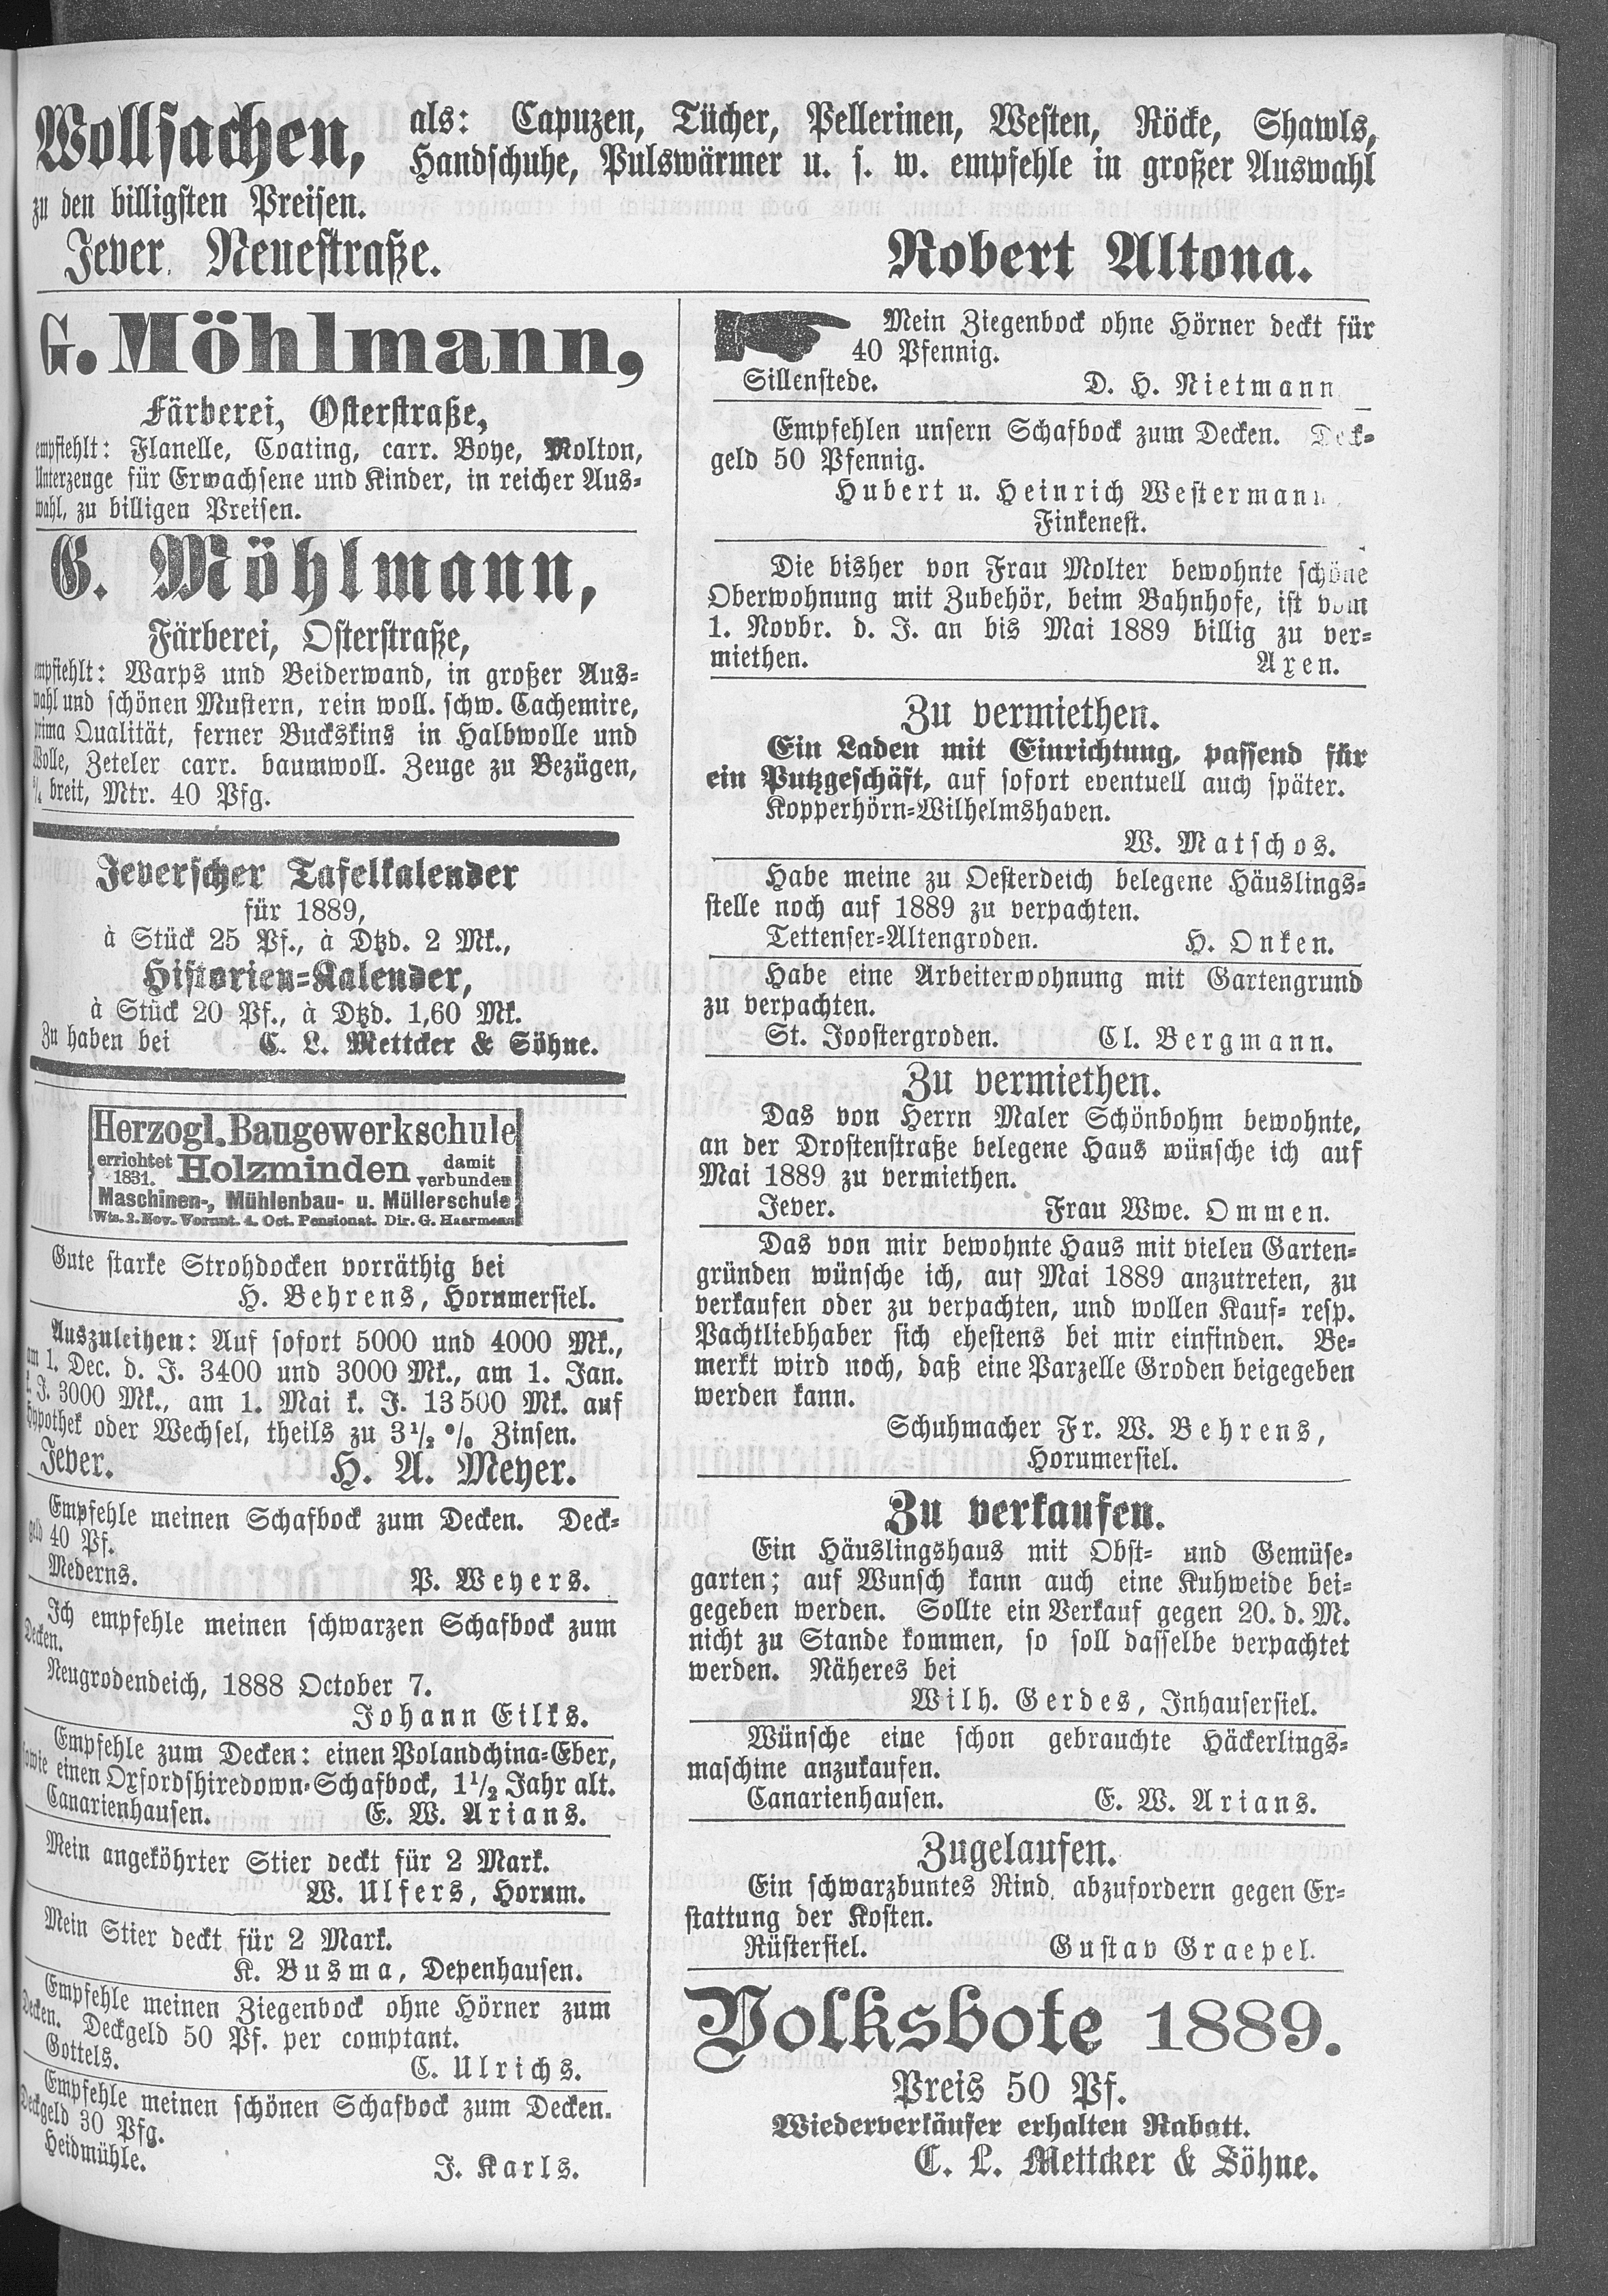 Wollsachen, als: Capuzen, Tücher, Pellerinen, Westen, Röcke, Shawls,
Handschuhe, Pulswärmer u. s. w. empfehle in großer Auswahl
zu den billigsten Preisen.
Jever, Neuestraße. Robert Altona.
G. Möhlmann,
Färberei, Osterstraße,
empfiehlt: Flanelle, Coating, carr. Boye, Molton,
Unterzeuge für Erwachsene und Kinder, in reicher Aus-
wahl, zu billigen Preisen.
G. Möhlmann,
Färberei, Osterstraße,
empfiehlt: Warps und Beiderwand, in großer Aus-
wahl und schönen Mustern, rein woll. schw. Cachemire,
prima Qualität, ferner Buckskins in Halbwolle und
Wolle, Zeteler carr. baumwoll. Zeuge zu Bezügen,
breit, Mtr. 40 Pfg.
Jeverscher Tafelkalender
für 1889,
à Stück 25 Pf., à Dtzd. 2 Mk.,
Historien-Kalender,
à Stück 20 Pf., à Dtzd. 1,60 Mk.
Zu haben bei C. L. Mettcker & Söhne.
Herzogl. Baugewerkschule
errichtet 1831. Holzminden damit verbunden
Maschinen-, Mühlenbau- u. Müllerschule
Wts. 2. Nov. Vorunt. 4. Oct. Pensionat. Dir. G. Haarmann
Gute starke Strohdocken vorräthig bei
H. Behrens, Horumersiel.
Auszuleihen: Auf sofort 5000 und 4000 Mk.,
am 1. Dec. d. J. 3400 und 3000 Mk., am 1. Jan.
k. J. 3000 Mk., am 1. Mai k. J. 13500 Mk. auf
Hypothek oder Wechsel, theils zu 3½ % Zinsen.
Jever. H. A. Meyer.
Empfehle meinen Schafbock zum Decken. Deck-
geld 40 Pf.
Mederns. P. Weyers.
Ich empfehle meinen schwarzen Schafbock zum
Decken.
Neugrodendeich, 1888 October 7.
Johann Eilks.
Empfehle zum Decken: einen Polandchina-Eber,
sowie einen Oxfordshiredown-Schafbock, 1½ Jahr alt.
Canarienhausen. E. W. Arians.
Mein angeköhrter Stier deckt für 2 Mark.
W. Ulfers, Horum.
Mein Stier deckt für 2 Mark.
K. Busma, Depenhausen.
Empfehle meinen Ziegenbock ohne Hörner zum
Decken. Deckgeld 50 Pf. per comptant.
Gottels. C. Ulrichs.
Empfehle meinen schönen Schafbock zum Decken.
Deckgeld 30 Pfg.
Heidmühle. J. Karls.
Mein Ziegenbock ohne Hörner deckt für
40 Pfennig.
Sillenstede. D. H. Nietmann
Empfehlen unsern Schafbock zum Decken. Deck-
geld 50 Pfennig.
Hubert u. Heinrich Westermann,
Finkenest.
Die bisher von Frau Molter bewohnte schöne
Oberwohnung mit Zubehör, beim Bahnhofe, ist vom
1. Novbr. d. J. an bis Mai 1889 billig zu ver-
miethen. Axen.
Zu vermiethen.
Ein Laden mit Einrichtung, passend für
ein Putzgeschäft, auf sofort eventuell auch später.
Kopperhörn-Wilhelmshaven.
W. Matschos.
Habe meine zu Oesterdeich belegene Häuslings-
stelle noch auf 1889 zu verpachten.
Tettenser-Altengroden. H. Onken.
Habe eine Arbeiterwohnung mit Gartengrund
zu verpachten.
St. Joostergroden. Cl. Bergmann.
Zu vermiethen.
Das von Herrn Maler Schönbohm bewohnte,
an der Drostenstraße belegene Haus wünsche ich auf
Mai 1889 zu vermiethen.
Jever. Frau Wwe. Ommen.
Das von mir bewohnte Haus mit vielen Garten-
gründen wünsche ich, auf Mai 1889 anzutreten, zu
verkaufen oder zu verpachten, und wollen Kauf- resp.
Pachtliebhaber sich ehestens bei mir einfinden. Be-
merkt wird noch, daß eine Parzelle Groden beigegeben
werden kann.
Schuhmacher Fr. W. Behrens,
Horumersiel.
Zu verkaufen.
Ein Häuslingshaus mit Obst- und Gemüse-
garten; auf Wunsch kann auch eine Kuhweide bei-
gegeben werden. Sollte ein Verkauf gegen 20. d. M.
nicht zu Stande kommen, so soll dasselbe verpachtet
werden. Näheres bei
Wilh. Gerdes, Inhausersiel.
Wünsche eine schon gebrauchte Häckerlings-
maschine anzukaufen.
Canarienhausen. E. W. Arians.
Zugelaufen.
Ein schwarzbuntes Rind, abzufordern gegen Er-
stattung der Kosten.
Rüstersiel. Gustav Graepel.
Volksbote 1889.
Preis 50 Pf.
Wiederverkäufer erhalten Rabatt.
C. L. Mettcker & Söhne.